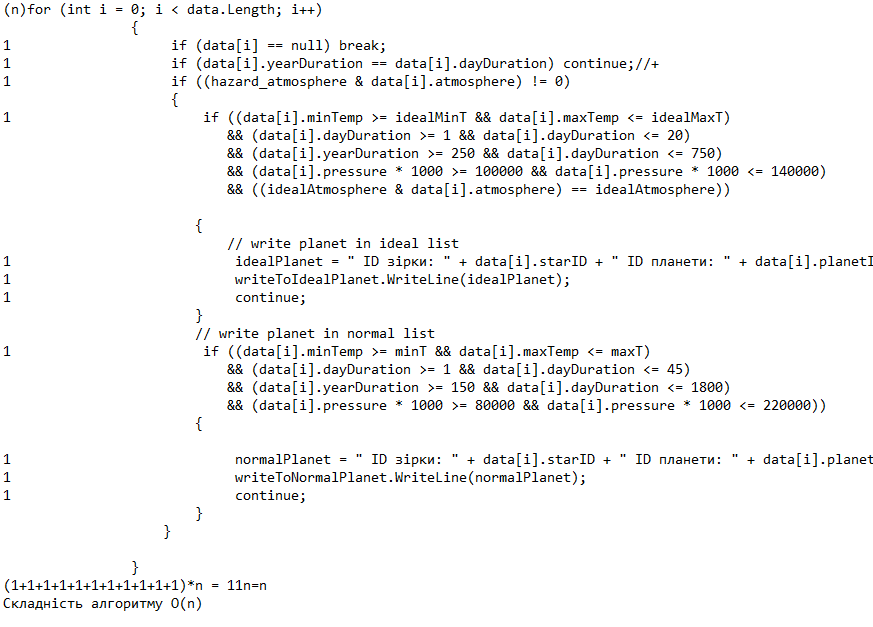 (n)for (int i = 0; i < data.Length; i++)
{
1 if (data[i] == null) break;
1 if (data[i].yearDuration == data[i].dayDuration) continue;//+
1 if ((hazard_atmosphere & data[i].atmosphere) != 0)
{
1 if ((data[i].minTemp >= idealMinT && data[i].maxTemp <= idealMaxT)
&& (data[i].dayDuration >= 1 && data[i].dayDuration <= 20)
&& (data[i].yearDuration >= 250 && data[i].dayDuration <= 750)
&& (data[i].pressure * 1000 >= 100000 && data[i].pressure * 1000 <= 140000)
&& ((idealAtmosphere & data[i].atmosphere) == idealAtmosphere))
{
// write planet in ideal list
1 idealPlanet = " ID зірки: " + data[i].starID + " ID планети: " + data[i].planetI
1 writeToIdealPlanet.WriteLine(idealPlanet);
1 continue;
}
// write planet in normal list
1 if ((data[i].minTemp >= minT && data[i].maxTemp <= maxT)
&& (data[i].dayDuration >= 1 && data[i].dayDuration <= 45)
&& (data[i].yearDuration >= 150 && data[i].dayDuration <= 1800)
&& (data[i].pressure * 1000 >= 80000 && data[i].pressure * 1000 <= 220000))
{
1 normalPlanet = " ID зірки: " + data[i].starID + " ID планети: " + data[i].planet
1 writeToNormalPlanet.WriteLine(normalPlanet);
1 continue;
}
}
}
(1+1+1+1+1+1+1+1+1+1+1)*n = 11n=n
Складність алгоритму O(n)